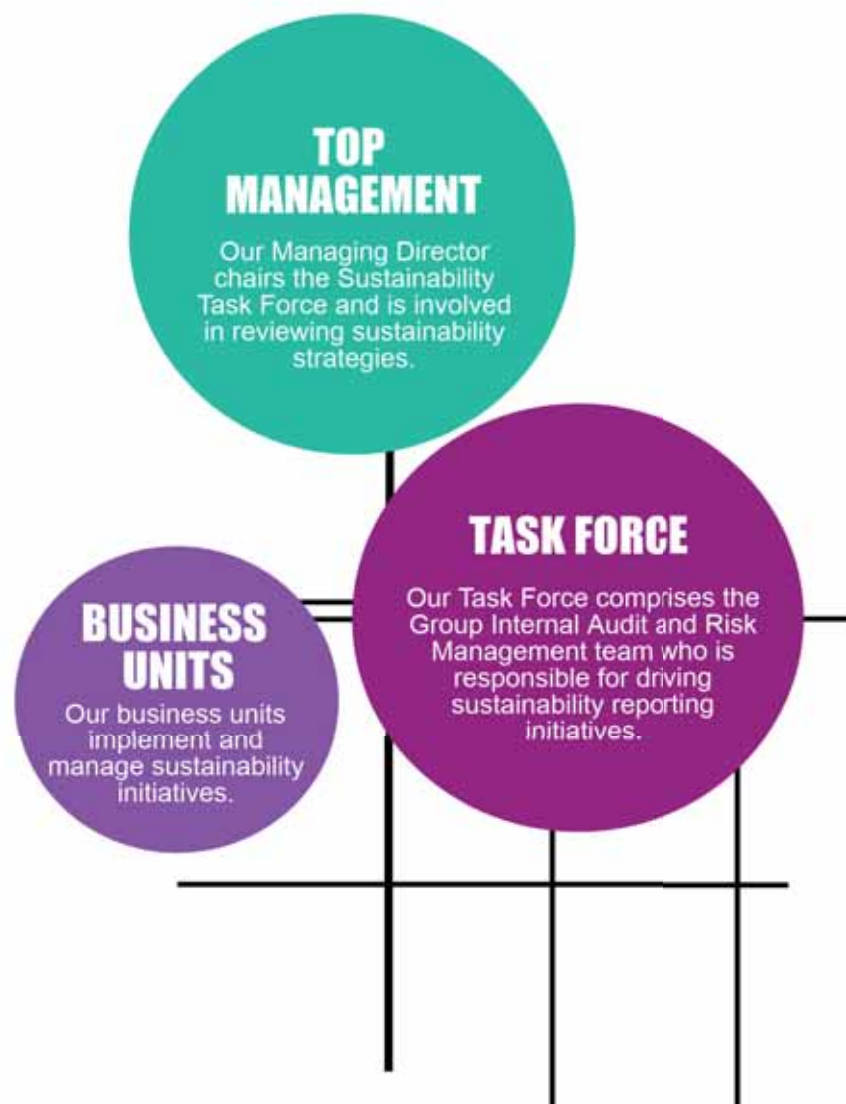 TOP
MANAGEMENT
Our Managing Director
chairs the Sustainability
Task Force and is involved
in reviewing sustainability
strategies.
TASK FORCE
Our Task Force comprises the
Group Internal Audit and Risk
Management team who is
responsible for driving
sustainability reporting
initiatives.
BUSINESS
UNITS
Our business units
implement and
manage sustainability
initiatives.